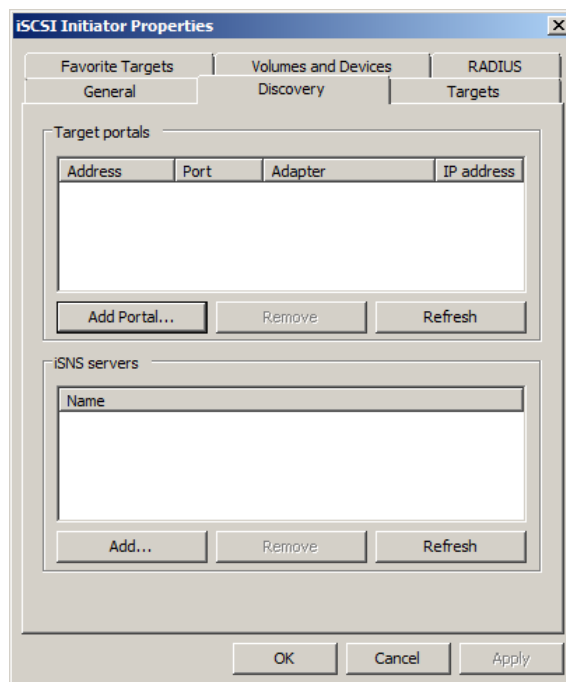 iSCSI Initiator Properties
Favorite Targets Volumes and Devices RADIUS
General Discovery Targets
Target portals
Address Port Adapter IP address
Add Portal... Remove Refresh
iSNS servers
Name
Add... Remove Refresh
OK Cancel Apply